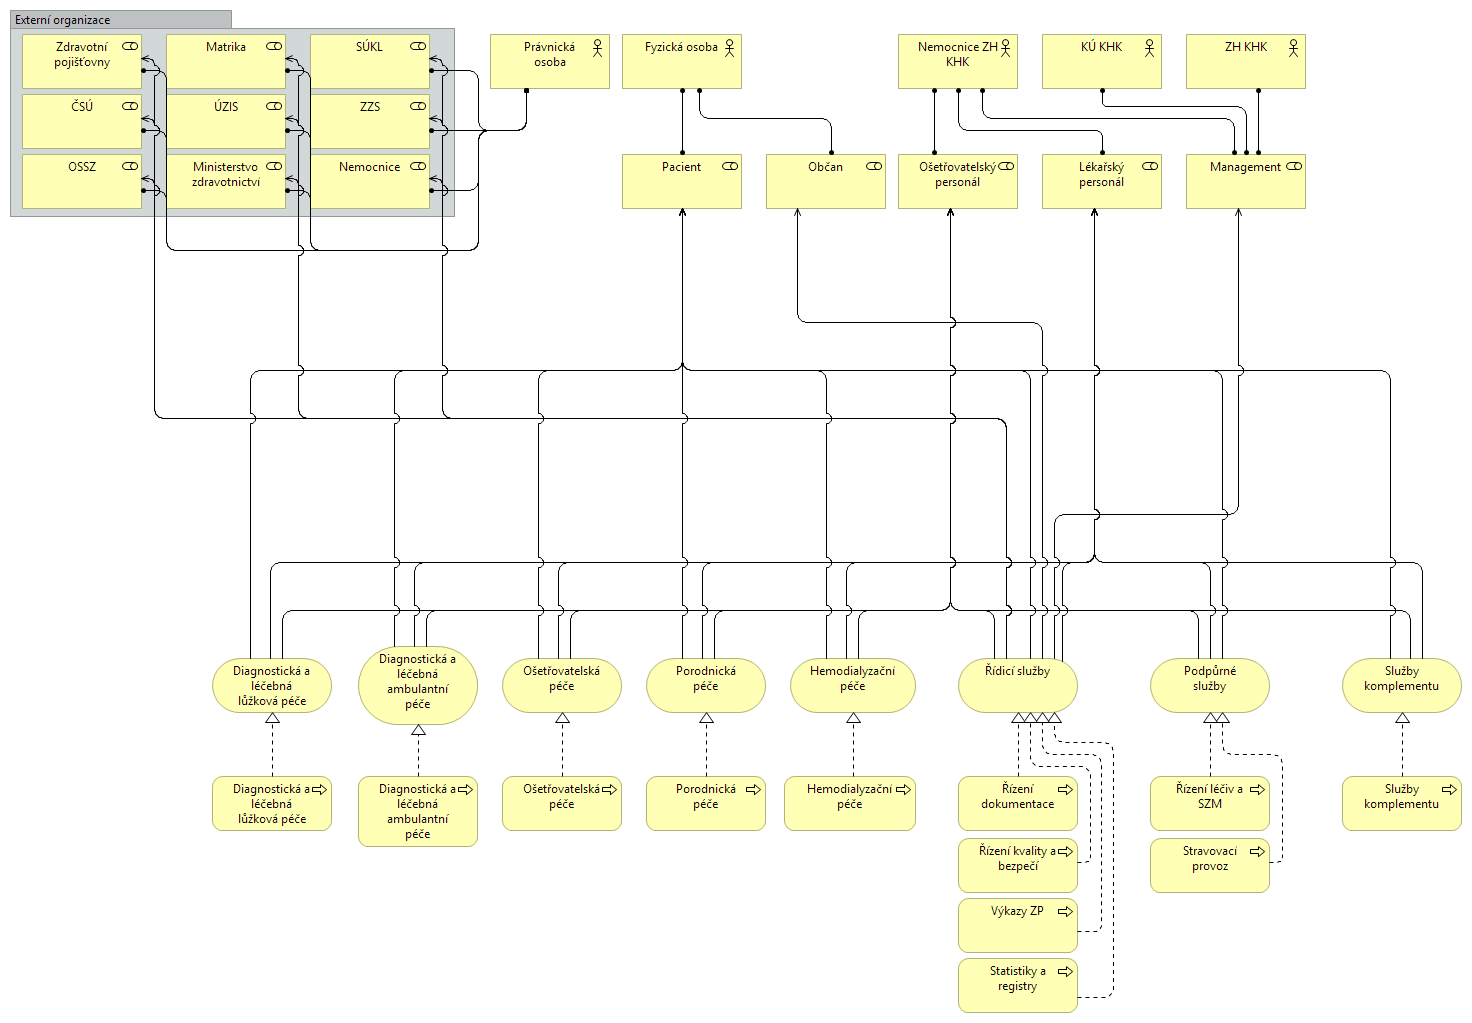 Externí organizace
Zdravotní
pojišťovny
Matrika
SÚKL
Právnická
osoba
Fyzická osoba
Nemocnice ZH
KHK
KÚ KHK
ZH KHK
ČSÚ
ÚZIS
ZZS
OSSZ
Ministerstvo
zdravotnictví
Nemocnice
Pacient
Občan
Ošetřovatelský
personál
Lékařský
personál
Management
Diagnostická a
léčebná
lůžková péče
Diagnostická a
léčebná
ambulantní
péče
Ošetřovatelská
péče
Porodnická
péče
Hemodialyzační
péče
Řídicí služby
Podpůrné
služby
Služby
komplementu
Diagnostická a
léčebná
lůžková péče
Diagnostická a
léčebná
ambulantní
péče
Ošetřovatelská
péče
Porodnická
péče
Hemodialyzační
péče
Řízení
dokumentace
Řízení léčiv a
SZM
Služby
komplementu
Řízení kvality a
bezpečí
Stravovací
provoz
Výkazy ZP
Statistiky a
registry